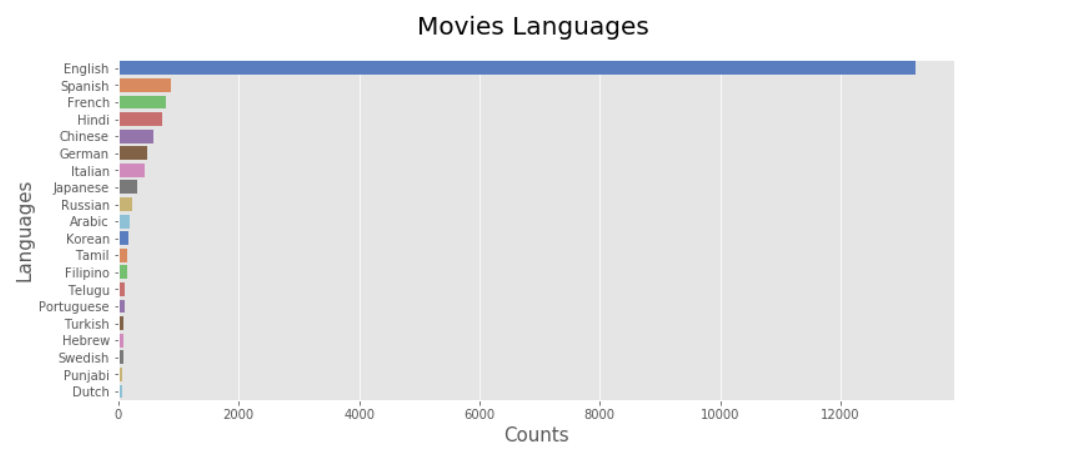 Movies Languages
English
Spanish
French
Hindi
Chinese
German
Italian
Japanese
Russian
Arabic
Korean
Tamil
Filipino
Telugu
Portuguese
Turkish
Hebrew
Swedish
Punjabi
Dutch
Languages
0 2000 4000 6000 8000 10000 12000
Counts